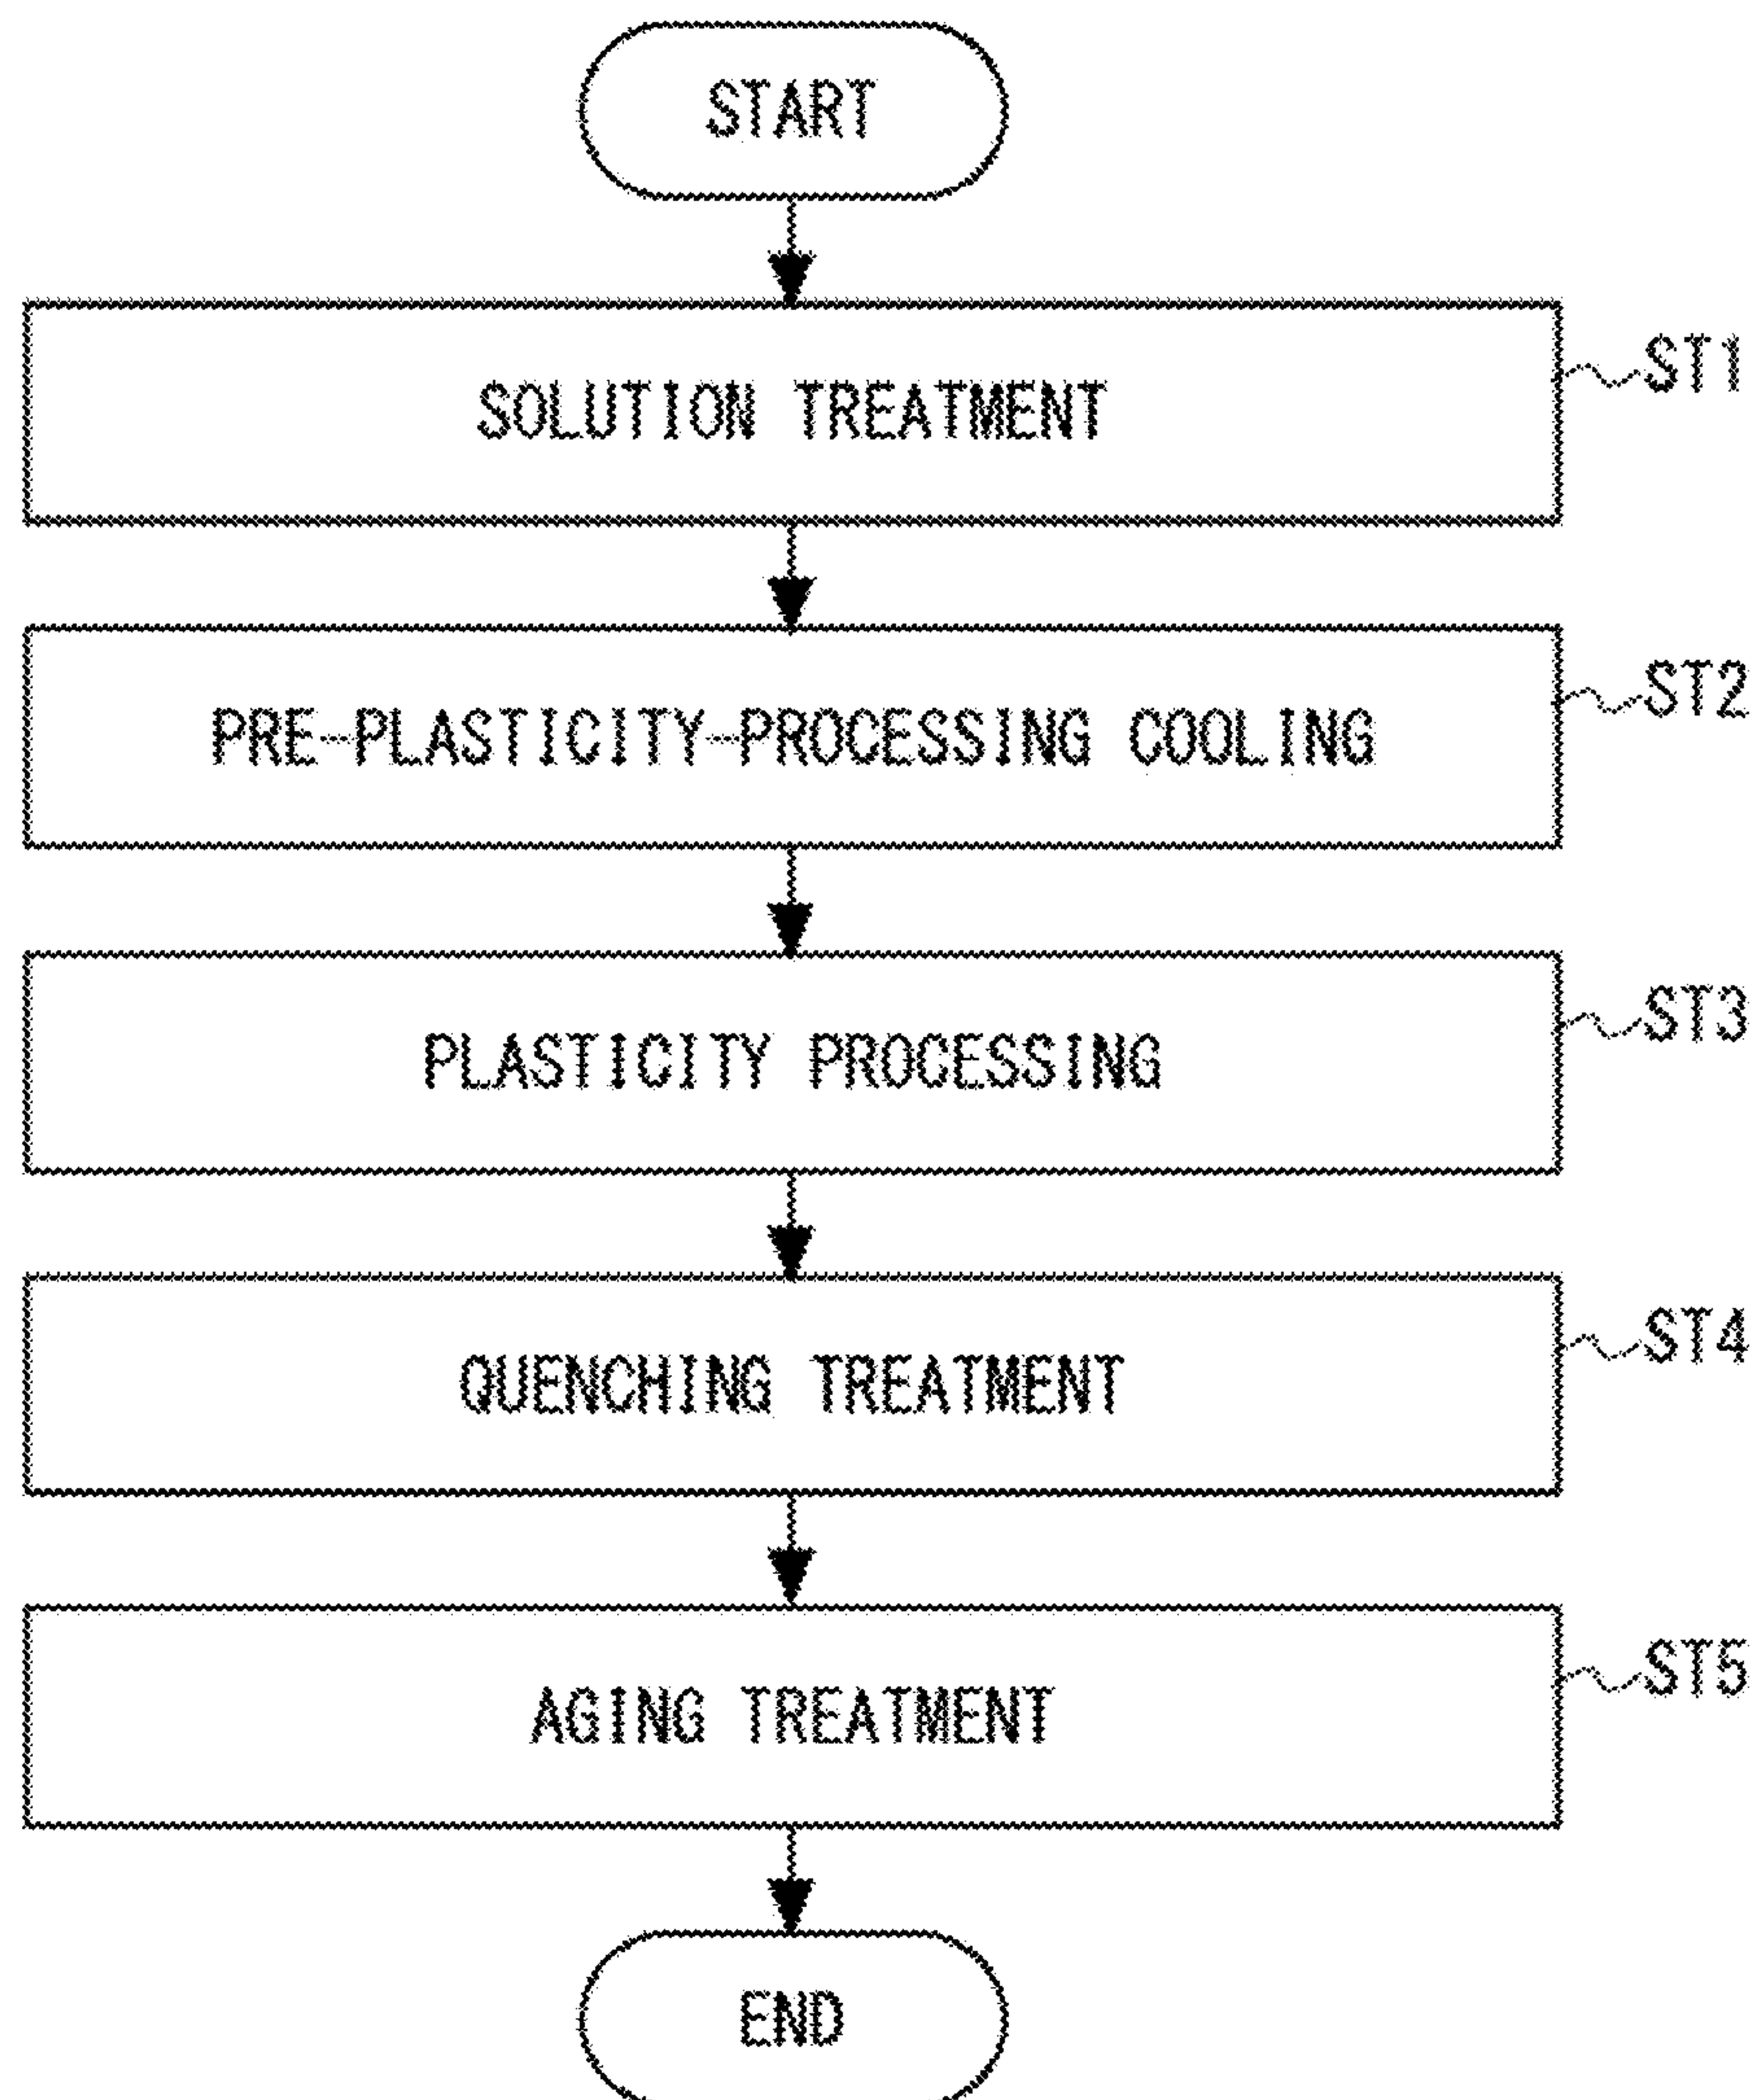 START
SOLUTION TREATMENT
ST1
PRE-PLASTICITY-PROCESSING COOLING
ST2
PLASTICITY PROCESSING
ST3
QUENCHING TREATMENT
ST4
AGING TREATMENT
ST5
END